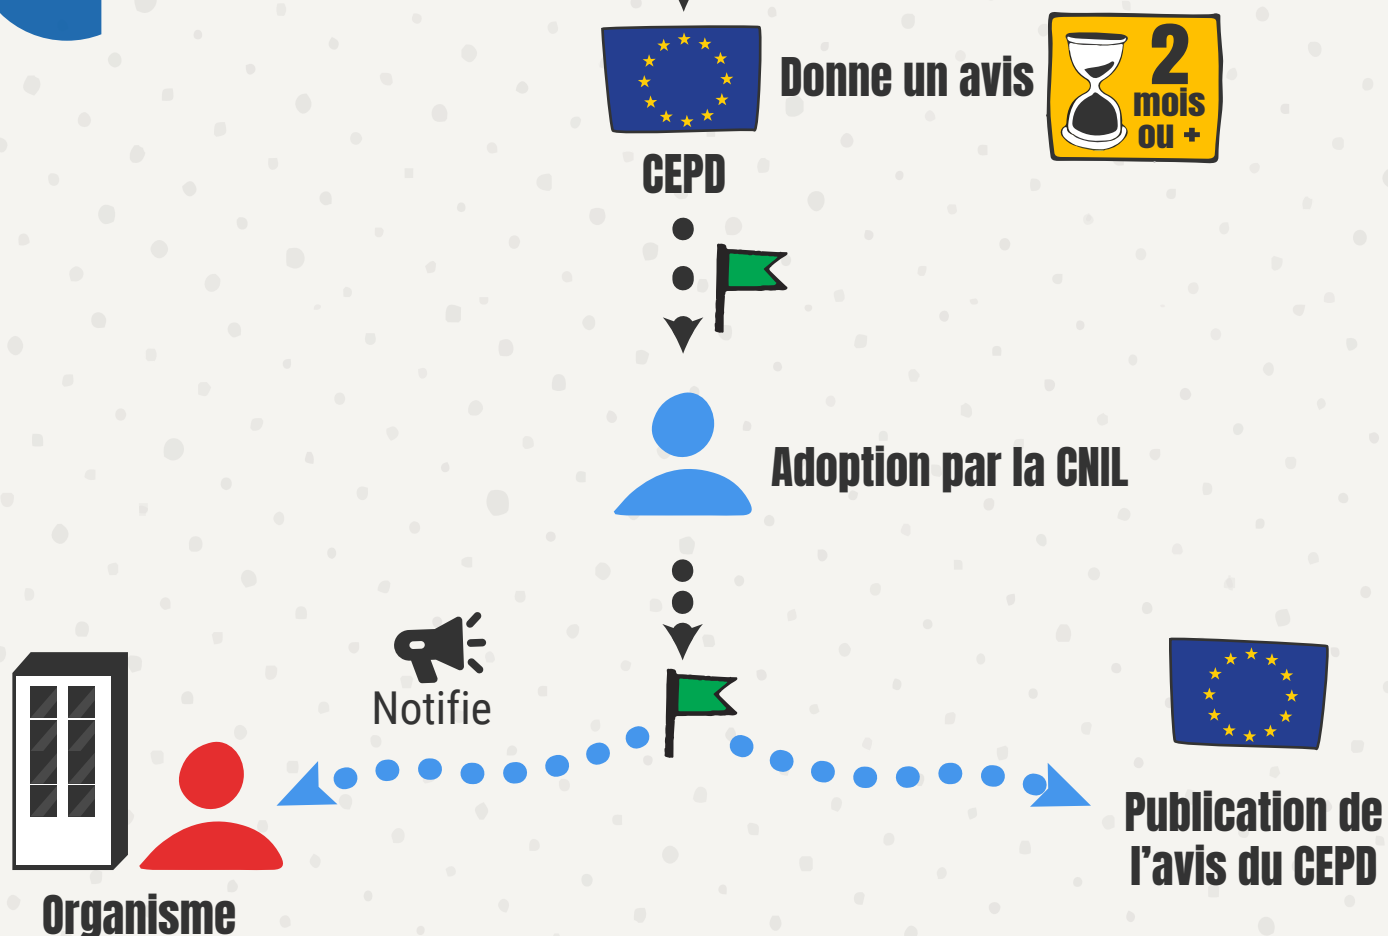 Donne un avis
2
mois
ou +
CEPD
Adoption par la CNIL
Notifie
Publication de
l’avis du CEPD
Organisme